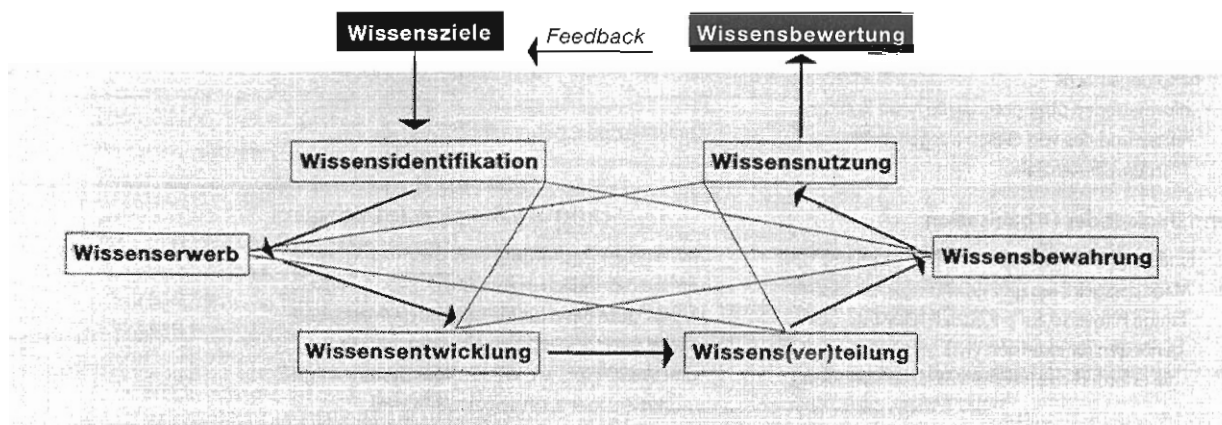 Wissensziele
Feedback
Wissensbewertung
Wissensidentifikation
Wissensnutzung
Wissenserwerb
Wissensbewahrung
Wissensentwicklung
Wissens(ver)teilung